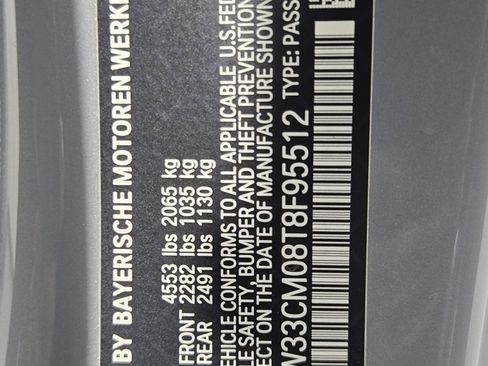 BY BAYERISCHE MOTOREN WERKE
4553 lbs 2065 kg
FRONT 2282 lbs 1035 kg
REAR 2491 lbs 1130 kg
VEHICLE CONFORMS TO ALL APPLICABLE U.S.FED
SAFETY, BUMPER AND THEFT PREVENTION
ECT ON THE DATE OF MANUFACTURE SHOWN
W33CM08T8F95512 TYPE: PASS